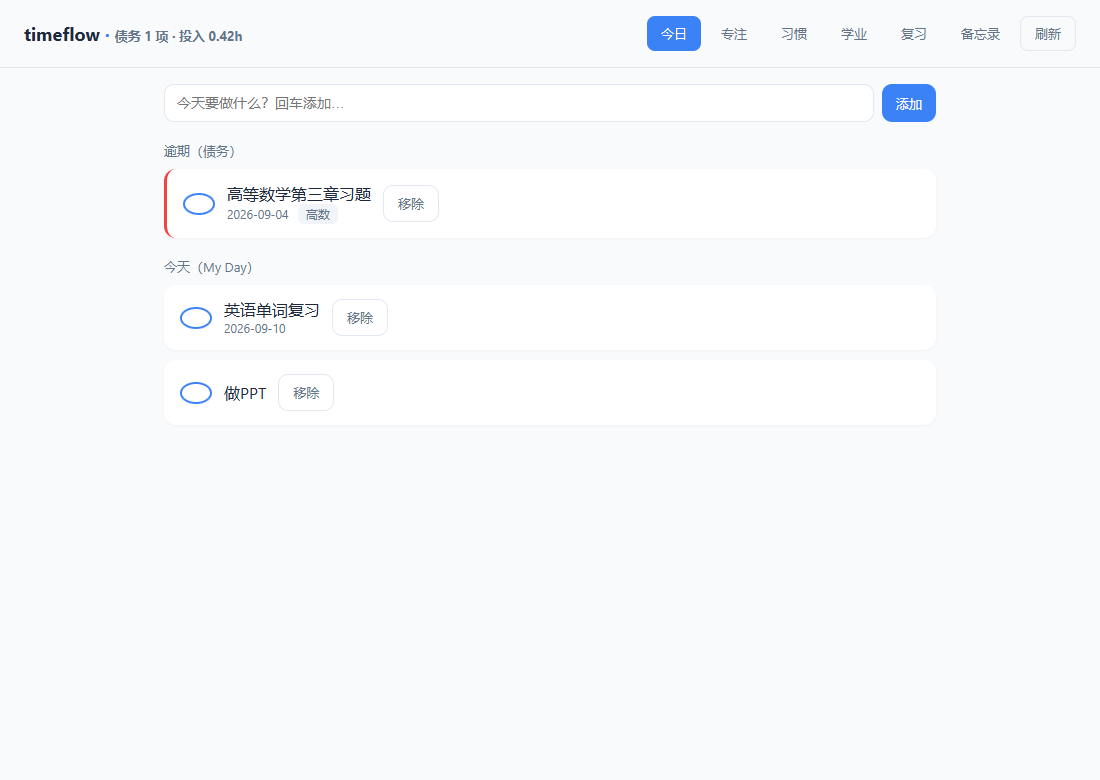 timeflow · 债务 1 项 · 投入 0.42h
今日 专注 习惯 学业 复习 备忘录 刷新
今天要做什么？回车添加… 添加
逾期（债务）
高等数学第三章习题 移除
2026-09-04 高数
今天（My Day）
英语单词复习 移除
2026-09-10
做PPT 移除